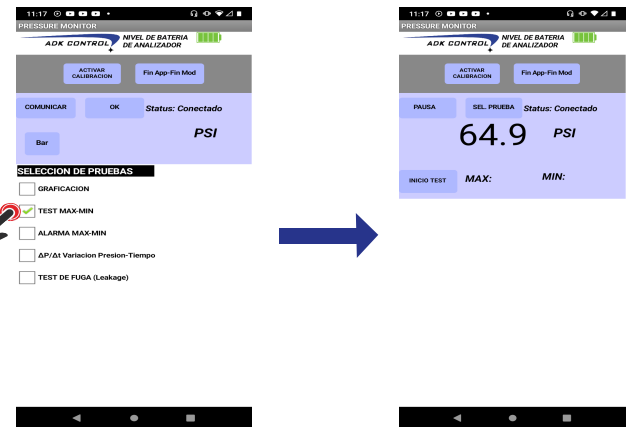 11:17
PRESSURE MONITOR
ADK CONTROL
NIVEL DE BATERIA
DE ANALIZADOR
ACTIVAR
CALIBRACION
Fin App-Fin Mod
COMUNICAR
OK
Status: Conectado
PSI
Bar
SELECCION DE PRUEBAS
GRAFICACION
TEST MAX-MIN
ALARMA MAX-MIN
ΔP/Δt Variacion Presion-Tiempo
TEST DE FUGA (Leakage)
11:17
PRESSURE MONITOR
ADK CONTROL
NIVEL DE BATERIA
DE ANALIZADOR
ACTIVAR
CALIBRACION
Fin App-Fin Mod
PAUSA
SEL. PRUEBA
Status: Conectado
64.9
PSI
INICIO TEST
MAX:
MIN: